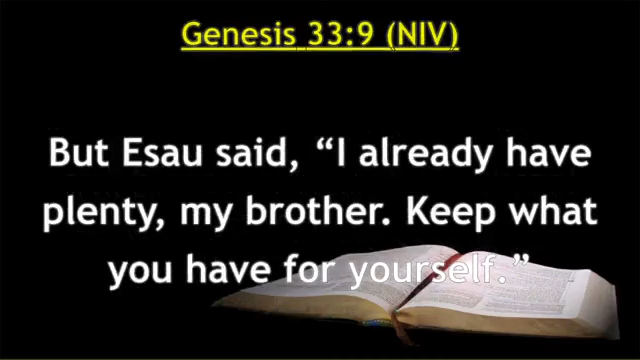 Genesis 33:9 (NIV)
But Esau said, “I already have
plenty, my brother. Keep what
you have for yourself.”